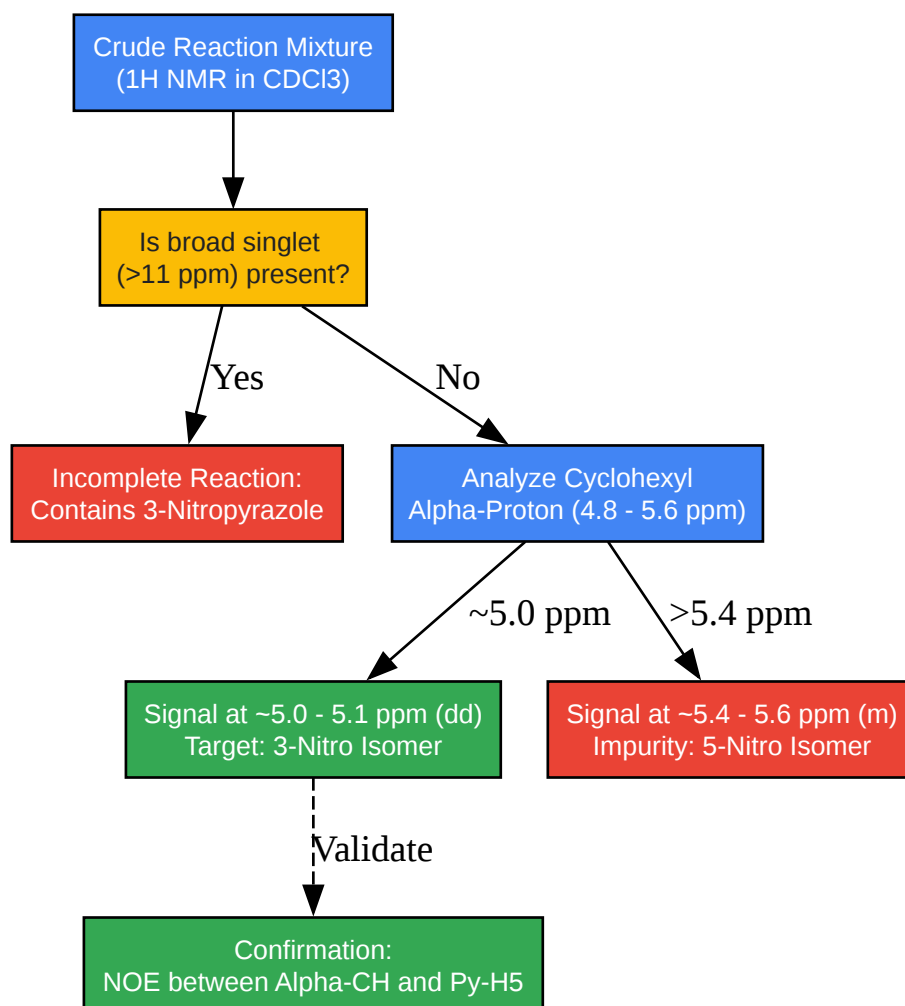 Crude Reaction Mixture
(1H NMR in CDCl3)
Is broad singlet
(>11 ppm) present?
Yes
No
Incomplete Reaction:
Contains 3-Nitropyrazole
Analyze Cyclohexyl
Alpha-Proton (4.8 - 5.6 ppm)
~5.0 ppm
>5.4 ppm
Signal at ~5.0 - 5.1 ppm (dd)
Target: 3-Nitro Isomer
Signal at ~5.4 - 5.6 ppm (m)
Impurity: 5-Nitro Isomer
Validate
Confirmation:
NOE between Alpha-CH and Py-H5